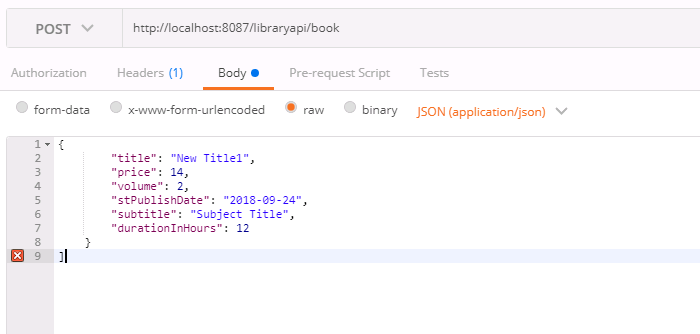 POST http://localhost:8087/libraryapi/book
Authorization Headers (1) Body Pre-request Script Tests
form-data x-www-form-urlencoded raw binary JSON (application/json)
1 {
2 "title": "New Title1",
3 "price": 14,
4 "volume": 2,
5 "stPublishDate": "2018-09-24",
6 "subtitle": "Subject Title",
7 "durationInHours": 12
8 }
9 ]